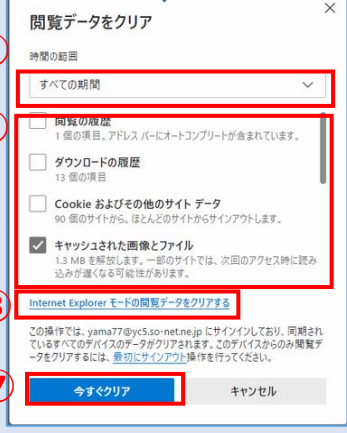 閲覧データをクリア
時間の範囲
すべての期間
閲覧の履歴
1 個の項目。アドレス バーにオートコンプリートが含まれています。
ダウンロードの履歴
13 個の項目
Cookie およびその他のサイト データ
90 個のサイトから。ほとんどのサイトからサインアウトします。
キャッシュされた画像とファイル
1.3 MB を解放します。一部のサイトでは、次回のアクセス時に読み
込みが遅くなる可能性があります。
Internet Explorer モードの閲覧データをクリアする
この操作では、yama77@yc5.so-net.ne.jp にサインインしており、同期され
ているすべてのデバイスのデータがクリアされます。このデバイスからのみ閲覧デ
ータをクリアするには、最初にサインアウト操作を行ってください。
今すぐクリア
キャンセル